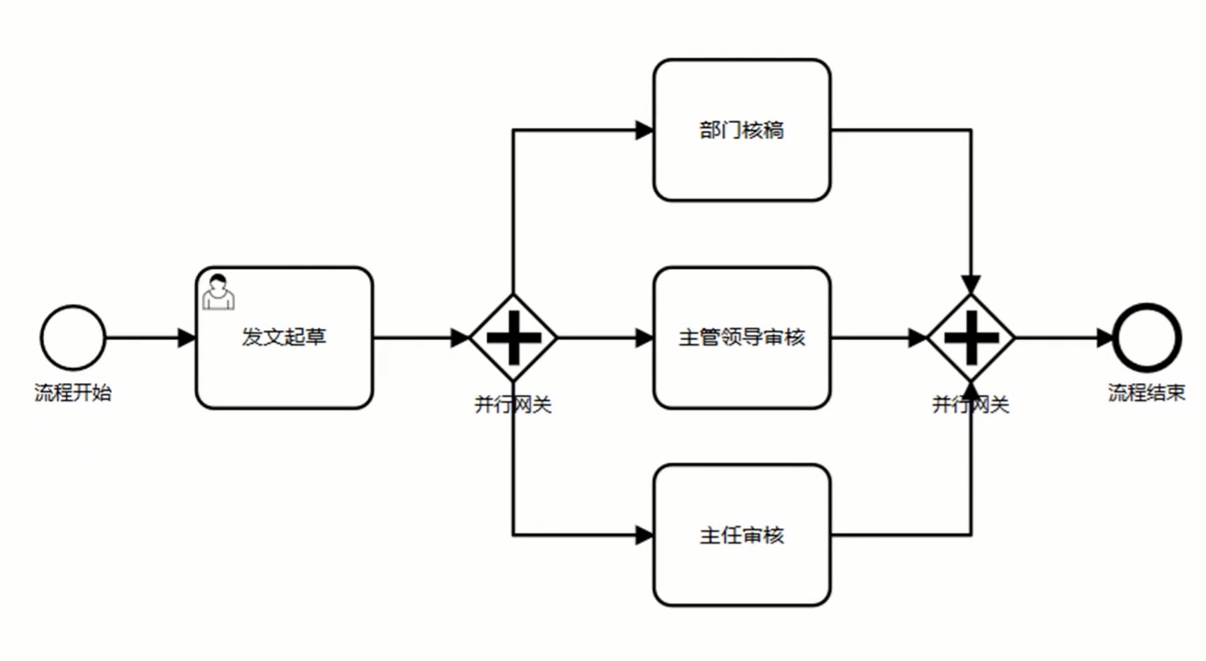 部门核稿
发文起草
主管领导审核
流程开始
并行网关
并行网关
流程结束
主任审核